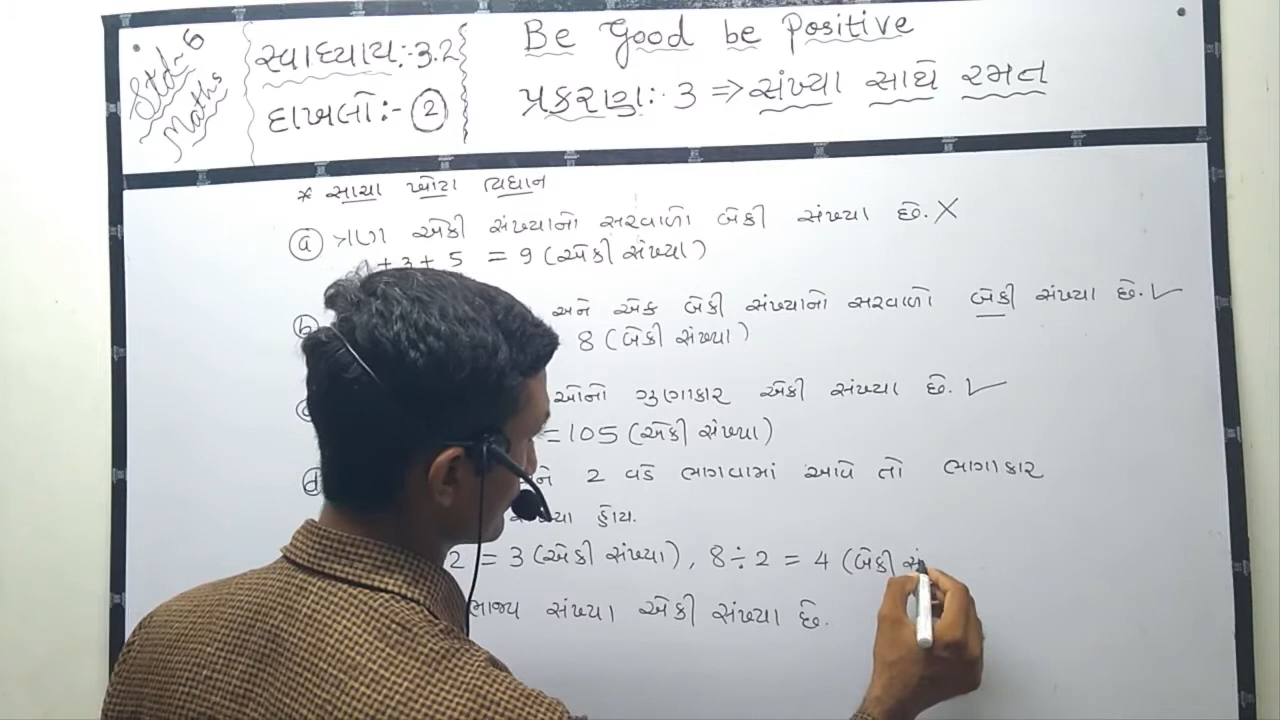 Std-6
Maths
સ્વાધ્યાય:-3.2
દાખલો:- 2
Be Good be Positive
પ્રકરણ: 3 ⇒ સંખ્યા સાથે રમત
* સાચા ખોટા વિધાન
a ત્રણ એકી સંખ્યાનો સરવાળો બેકી સંખ્યા છે. ✗
+ 3 + 5 = 9 (એકી સંખ્યા)
b અને એક બેકી સંખ્યાનો સરવાળો બેકી સંખ્યા છે. ✓
8 (બેકી સંખ્યા)
ઓનો ગુણાકાર એકી સંખ્યા છે. ✓
= 105 (એકી સંખ્યા)
d ને 2 વડે ભાગવામાં આવે તો ભાગાકાર
સંખ્યા હોય.
2 = 3 (એકી સંખ્યા), 8 ÷ 2 = 4 (બેકી સં
ભાજ્ય સંખ્યા એકી સંખ્યા છે.